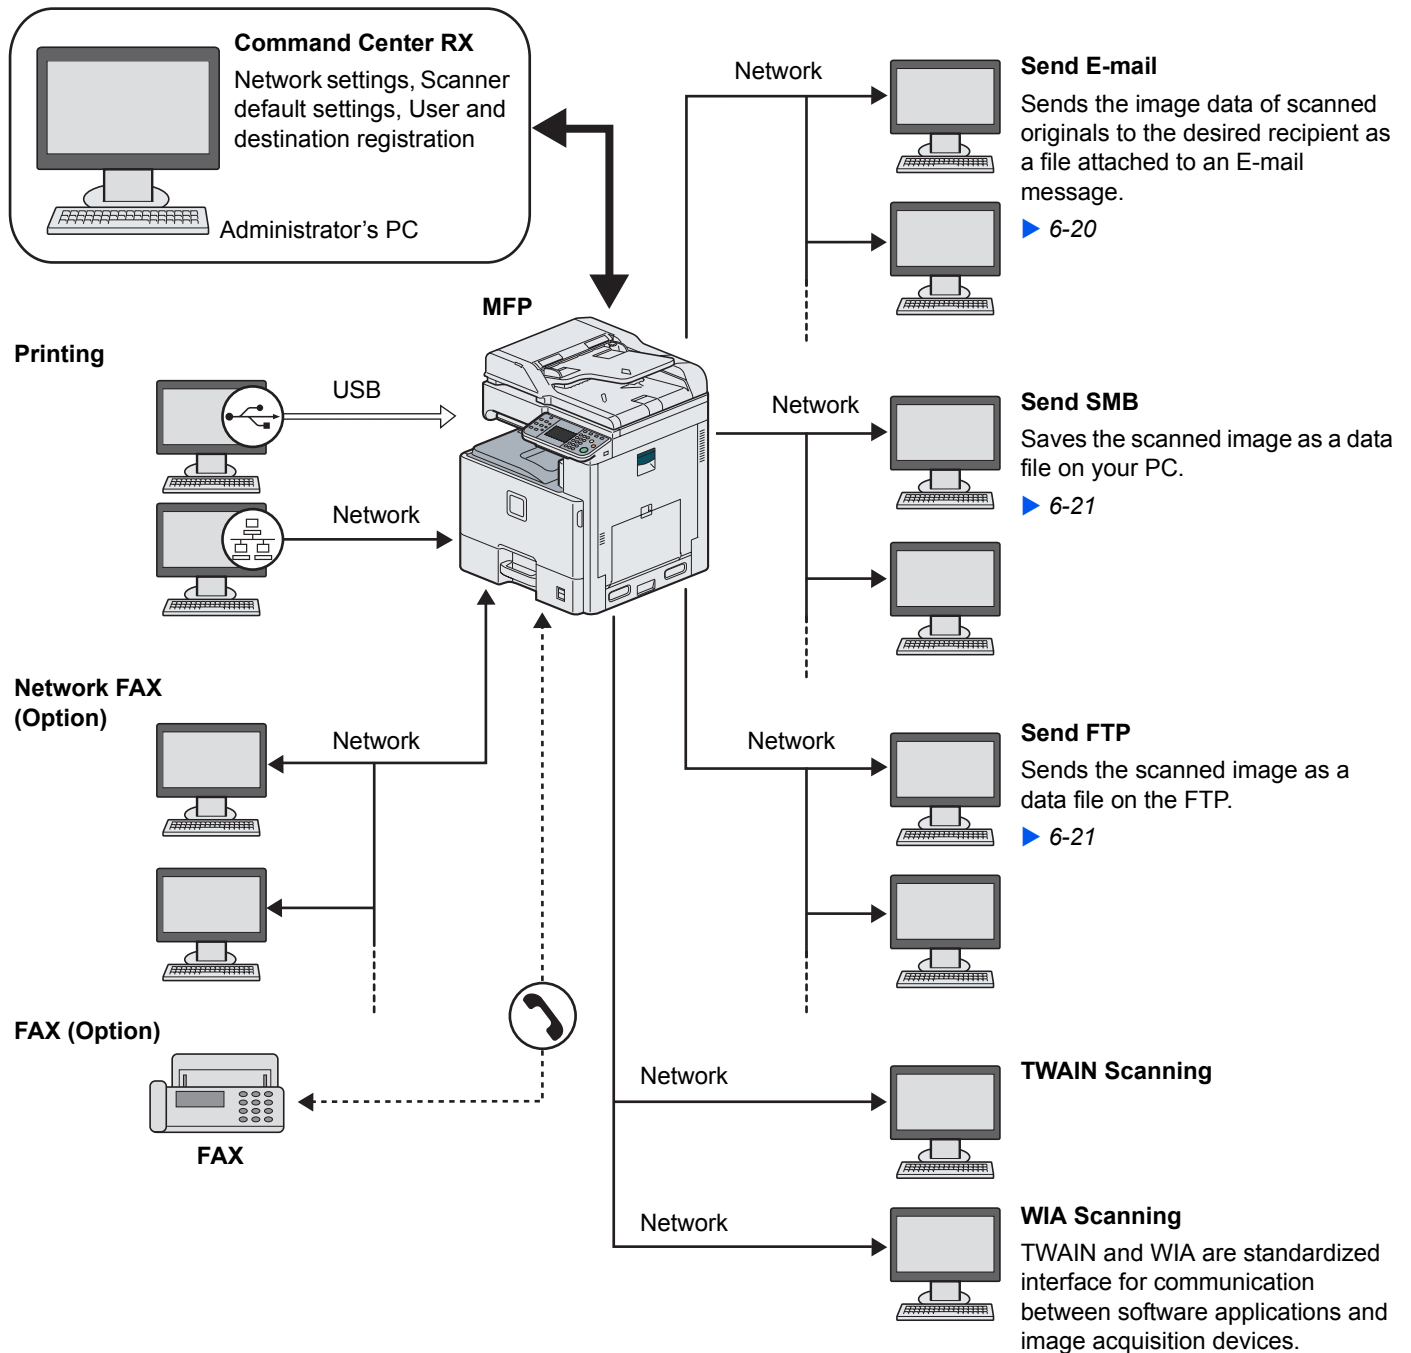 Command Center RX
Network settings, Scanner
default settings, User and
destination registration
Administrator's PC
Network
Send E-mail
Sends the image data of scanned
originals to the desired recipient as
a file attached to an E-mail
message.
6-20
MFP
Printing
USB
Network
Network
Send SMB
Saves the scanned image as a data
file on your PC.
6-21
Network FAX
(Option)
Network
Network
Send FTP
Sends the scanned image as a
data file on the FTP.
6-21
FAX (Option)
FAX
Network
TWAIN Scanning
Network
WIA Scanning
TWAIN and WIA are standardized
interface for communication
between software applications and
image acquisition devices.